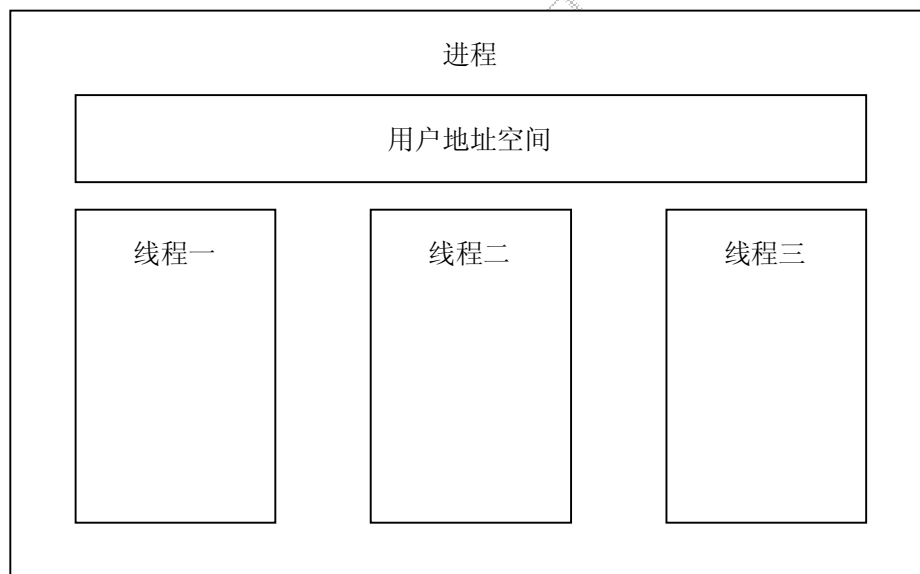 进程
用户地址空间
线程一
线程二
线程三